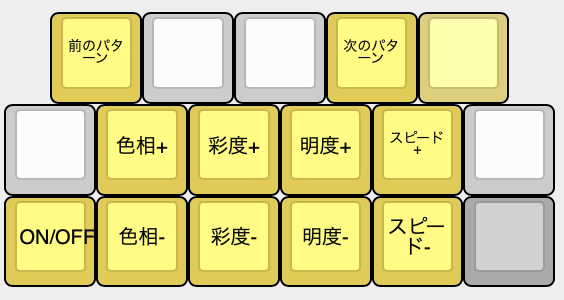 前のパタ
ーン
次のパタ
ーン
色相+
彩度+
明度+
スピード
+
ON/OFF
色相-
彩度-
明度-
スピー
ド-